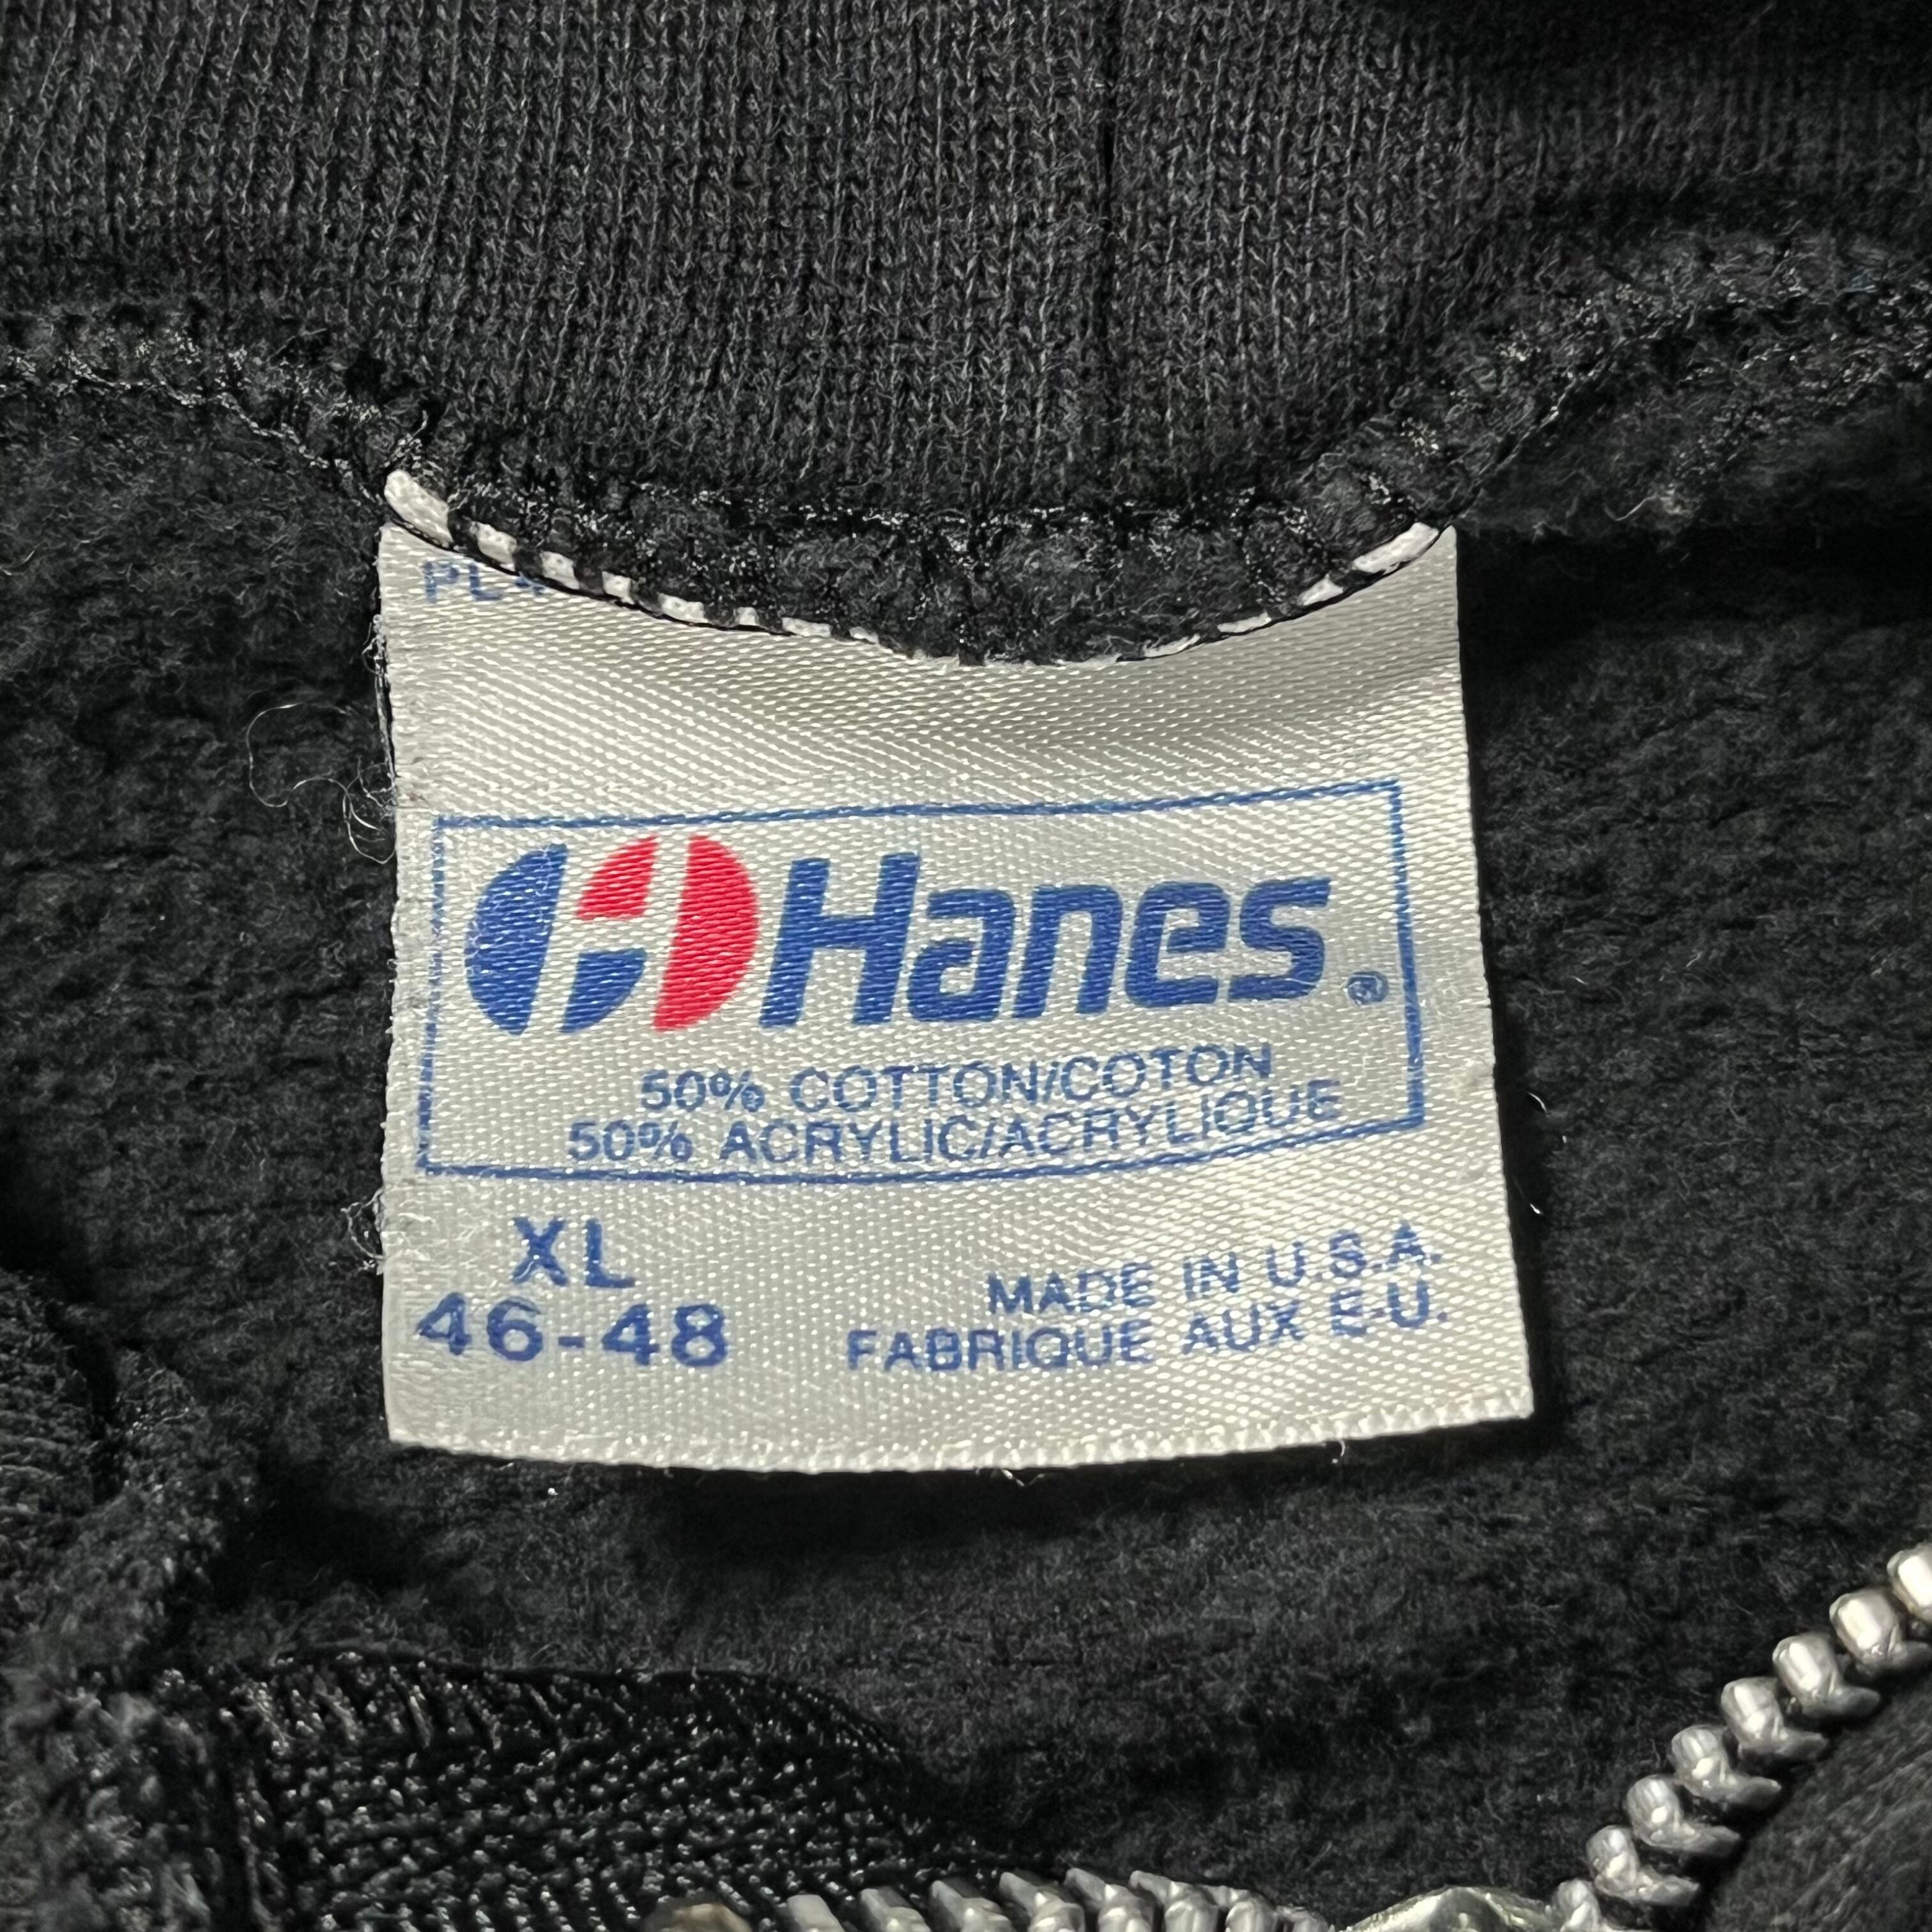 Hanes®
50% COTTON/COTON
50% ACRYLIC/ACRYLIQUE
XL
46-48
MADE IN U.S.A.
FABRIQUE AUX E-U.